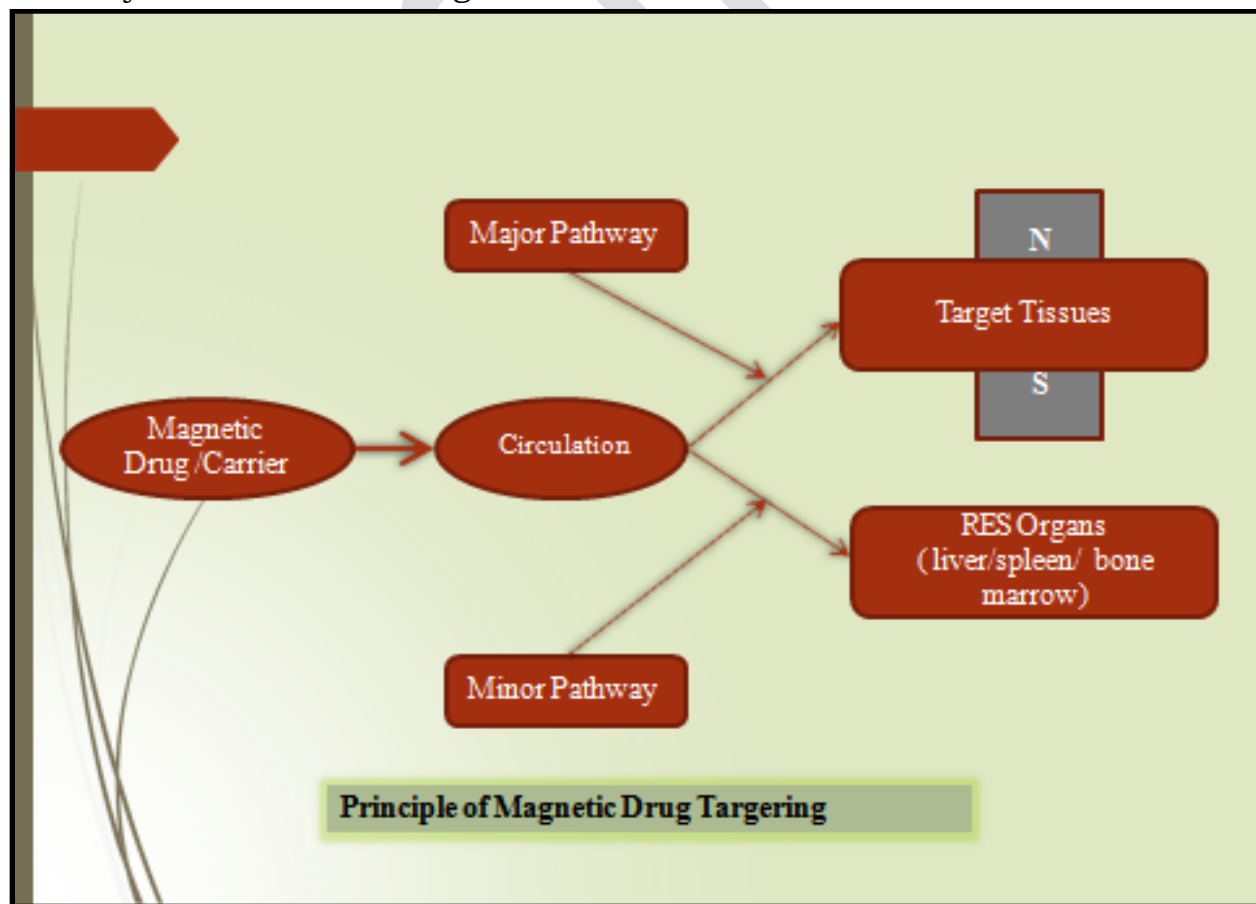 Major Pathway
N
Target Tissues
S
Magnetic
Drug /Carrier
Circulation
RES Organs
( liver/spleen/ bone
marrow)
Minor Pathway
Principle of Magnetic Drug Targering